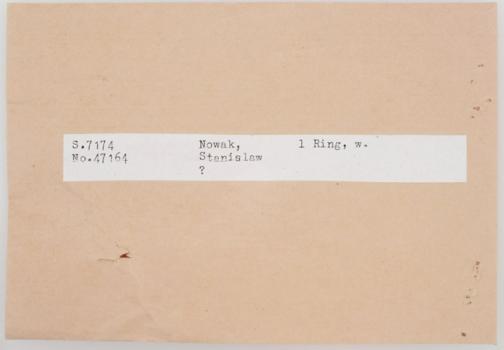 S.7174 Nowak, 1 Ring, w.
No.47164 Stanislaw
?